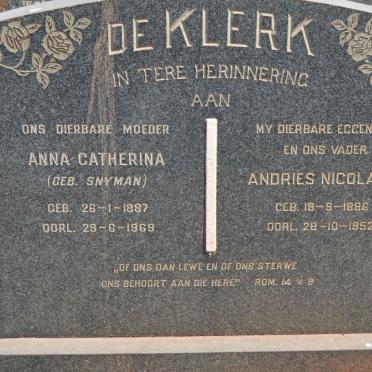 DE KLERK
IN TERE HERINNERING
AAN
ONS DIERBARE MOEDER
ANNA CATHERINA
(GEB. SNYMAN)
GEB. 26-1-1887
OORL. 29-6-1969
MY DIERBARE EGGEN
EN ONS VADER
ANDRIES NICOLA
GEB. 18-9-1886
OORL. 28-10-1952
„OF ONS DAN LEWE EN OF ONS STERWE
ONS BEHOORT AAN DIE HERE" ROM. 14 V 8